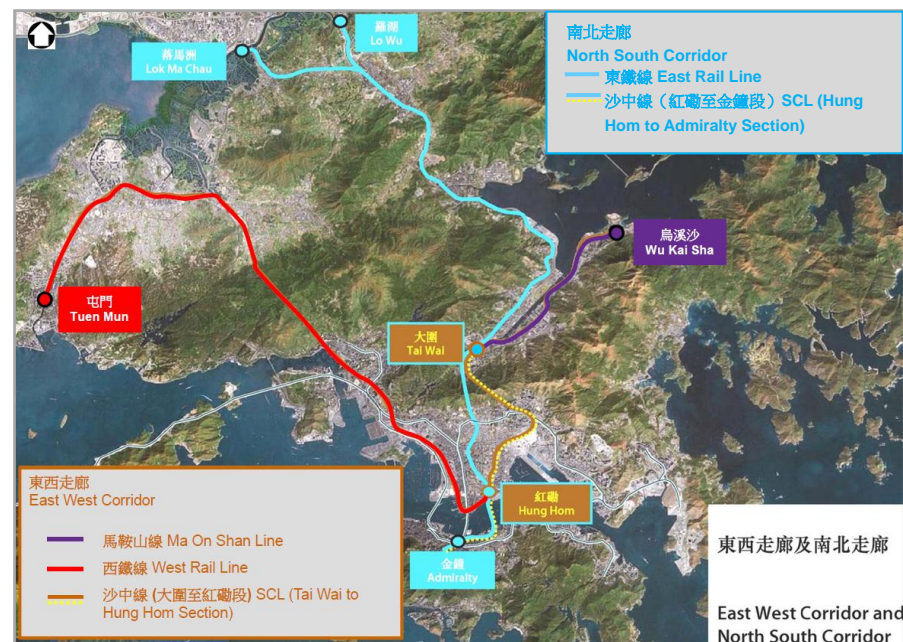 羅湖
Lo Wu
落馬洲
Lok Ma Chau
南北走廊
North South Corridor
東鐵線 East Rail Line
沙中線（紅磡至金鐘段）SCL (Hung
Hom to Admiralty Section)
烏溪沙
Wu Kai Sha
屯門
Tuen Mun
大圍
Tai Wai
紅磡
Hung Hom
金鐘
Admiralty
東西走廊
East West Corridor
馬鞍山線 Ma On Shan Line
西鐵線 West Rail Line
沙中線 (大圍至紅磡段) SCL (Tai Wai to
Hung Hom Section)
東西走廊及南北走廊
East West Corridor and
North South Corridor